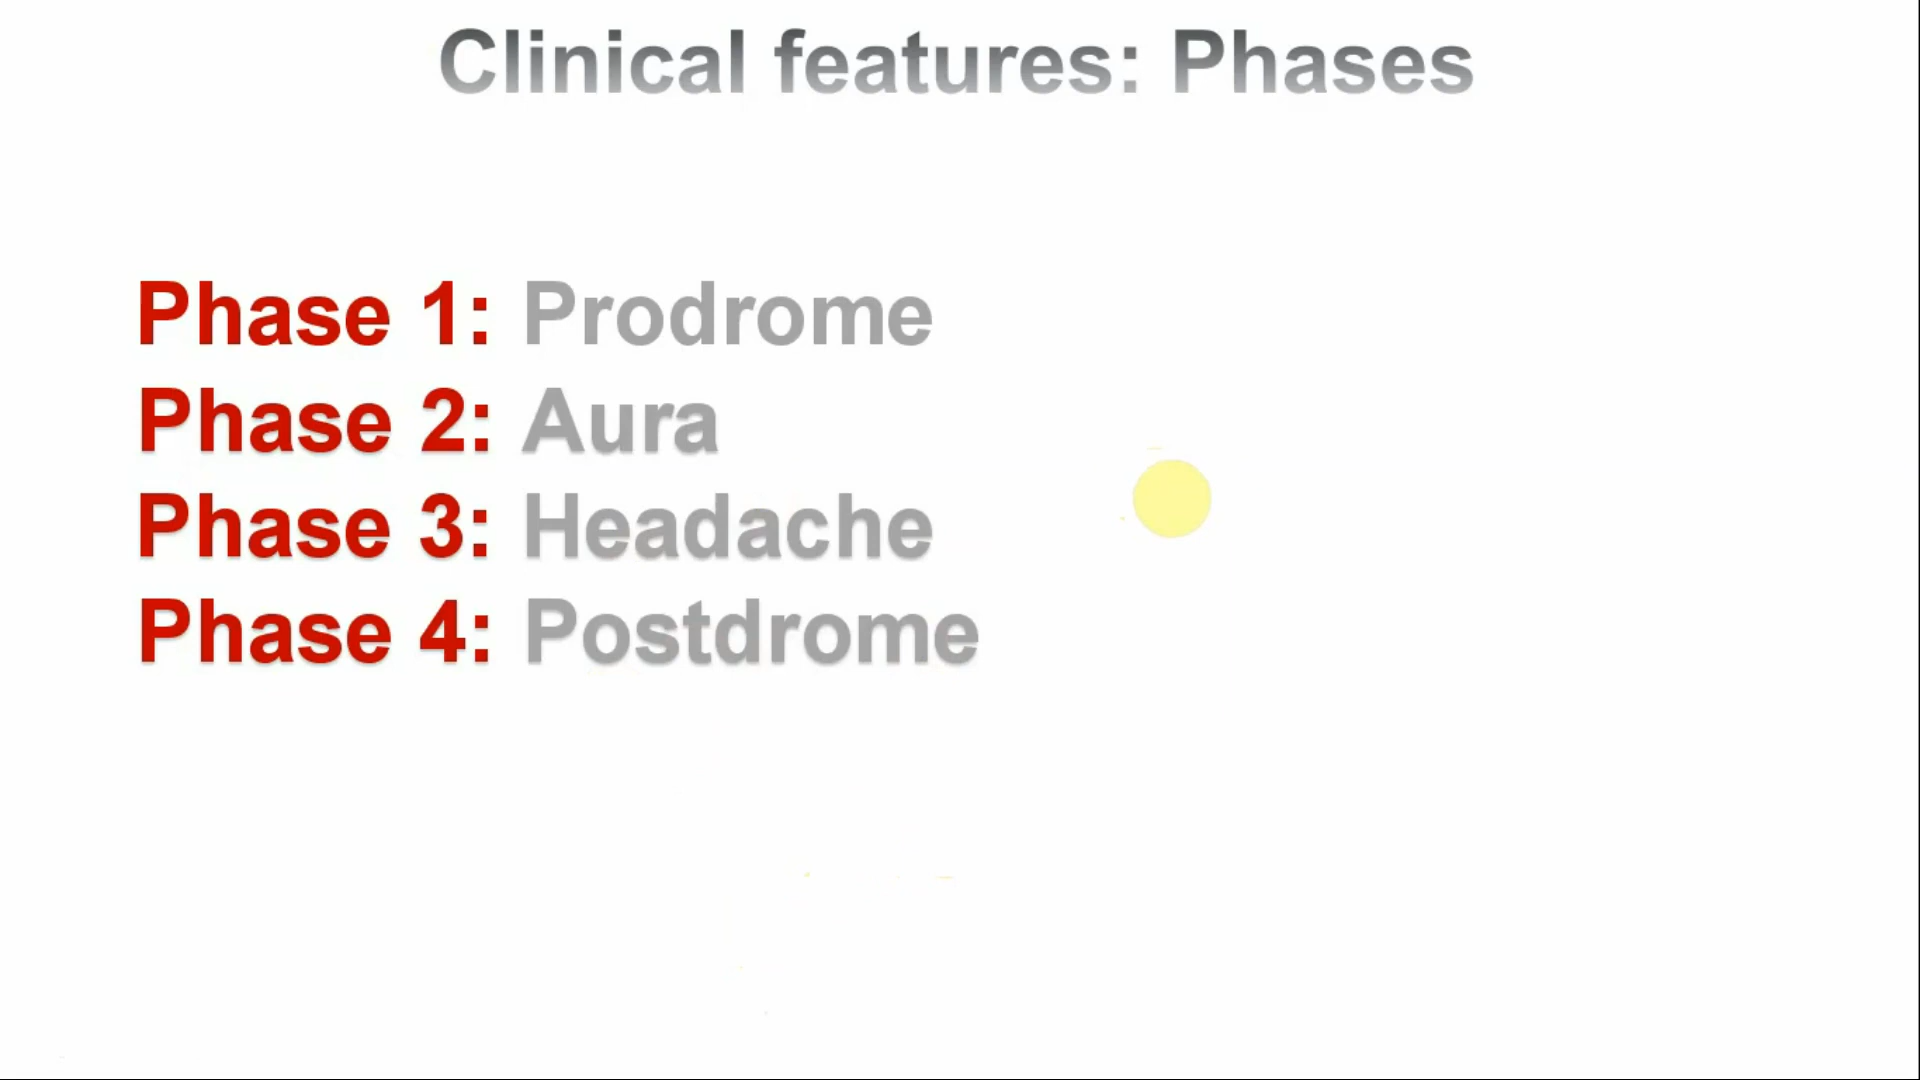 Clinical features: Phases
Phase 1: Prodrome
Phase 2: Aura
Phase 3: Headache
Phase 4: Postdrome